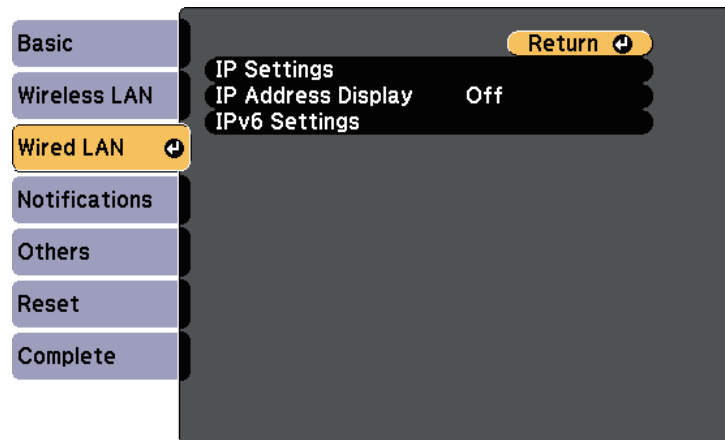 Basic
Wireless LAN
Wired LAN
Notifications
Others
Reset
Complete
Return
IP Settings
IP Address Display Off
IPv6 Settings